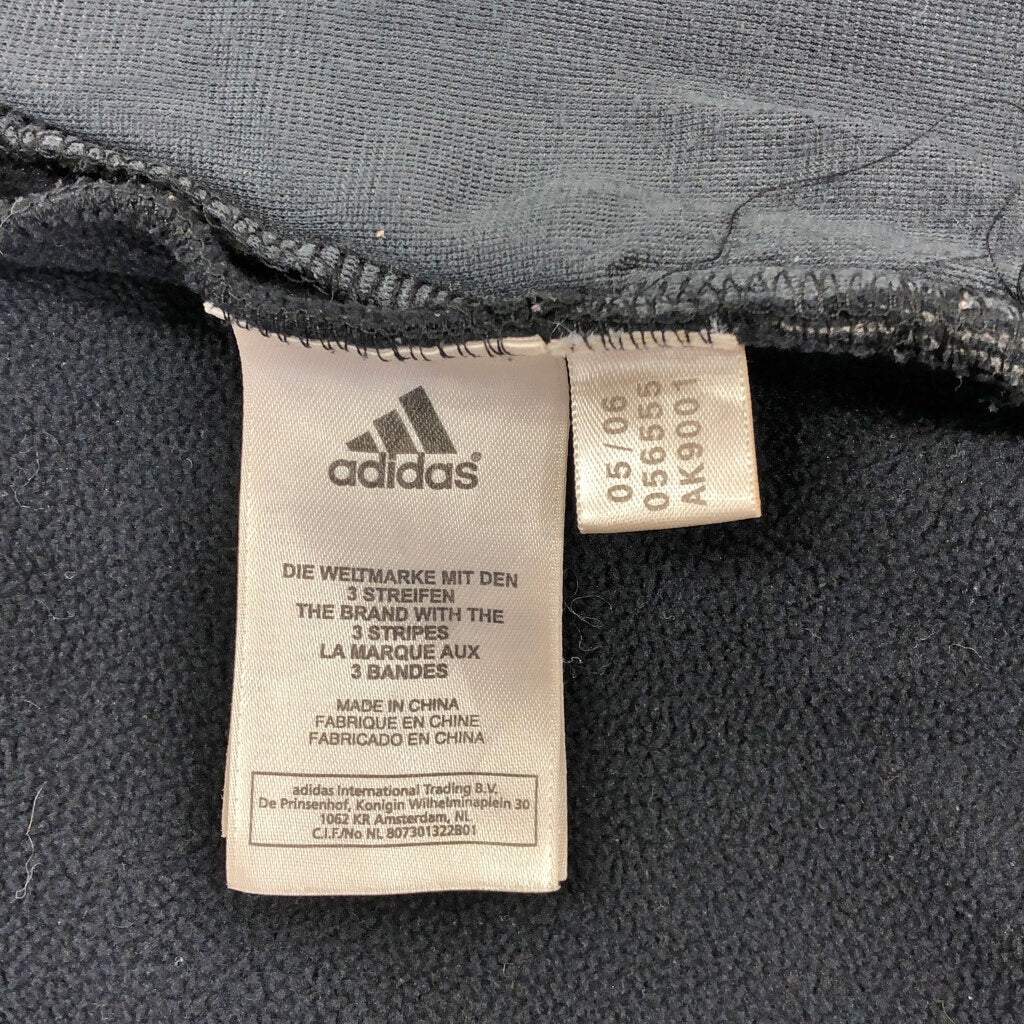 adidas®
DIE WELTMARKE MIT DEN
3 STREIFEN
THE BRAND WITH THE
3 STRIPES
LA MARQUE AUX
3 BANDES
MADE IN CHINA
FABRIQUE EN CHINE
FABRICADO EN CHINA
adidas International Trading B.V.
De Prinsenhof, Konigin Wilhelminaplein 30
1062 KR Amsterdam, NL
C.I.F./No NL 807301322B01
05/06
0565555
AK9001